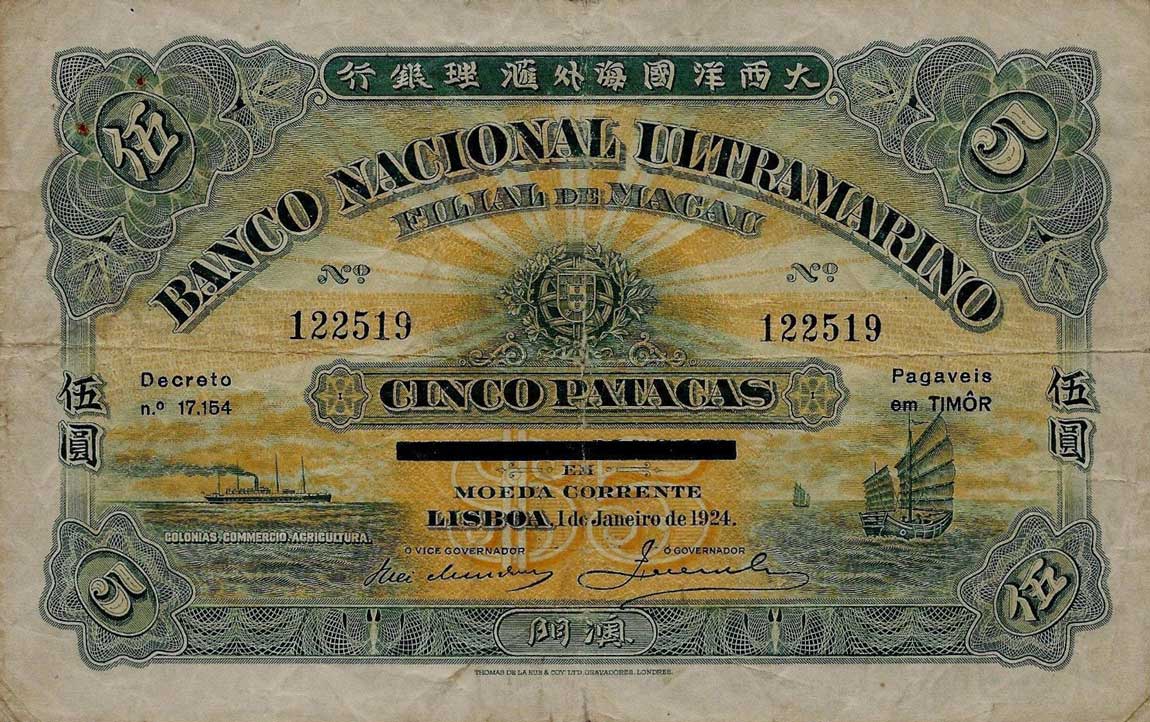 大西洋國海外滙理銀行
伍
5
BANCO NACIONAL ULTRAMARINO
FILIAL DE MACAU
Nº
Nº
122519
122519
Decreto
n.º 17.154
CINCO PATACAS
Pagaveis
em TIMÔR
伍圓
伍圓
$5
EM
MOEDA CORRENTE
LISBOA, 1 de Janeiro de 1924.
COLONIAS, COMMERCIO, AGRICULTURA.
O VICE GOVERNADOR
O GOVERNADOR
5
伍
澳門
THOMAS DE LA RUE & COY. LTD. GRAVADORES. LONDRES.